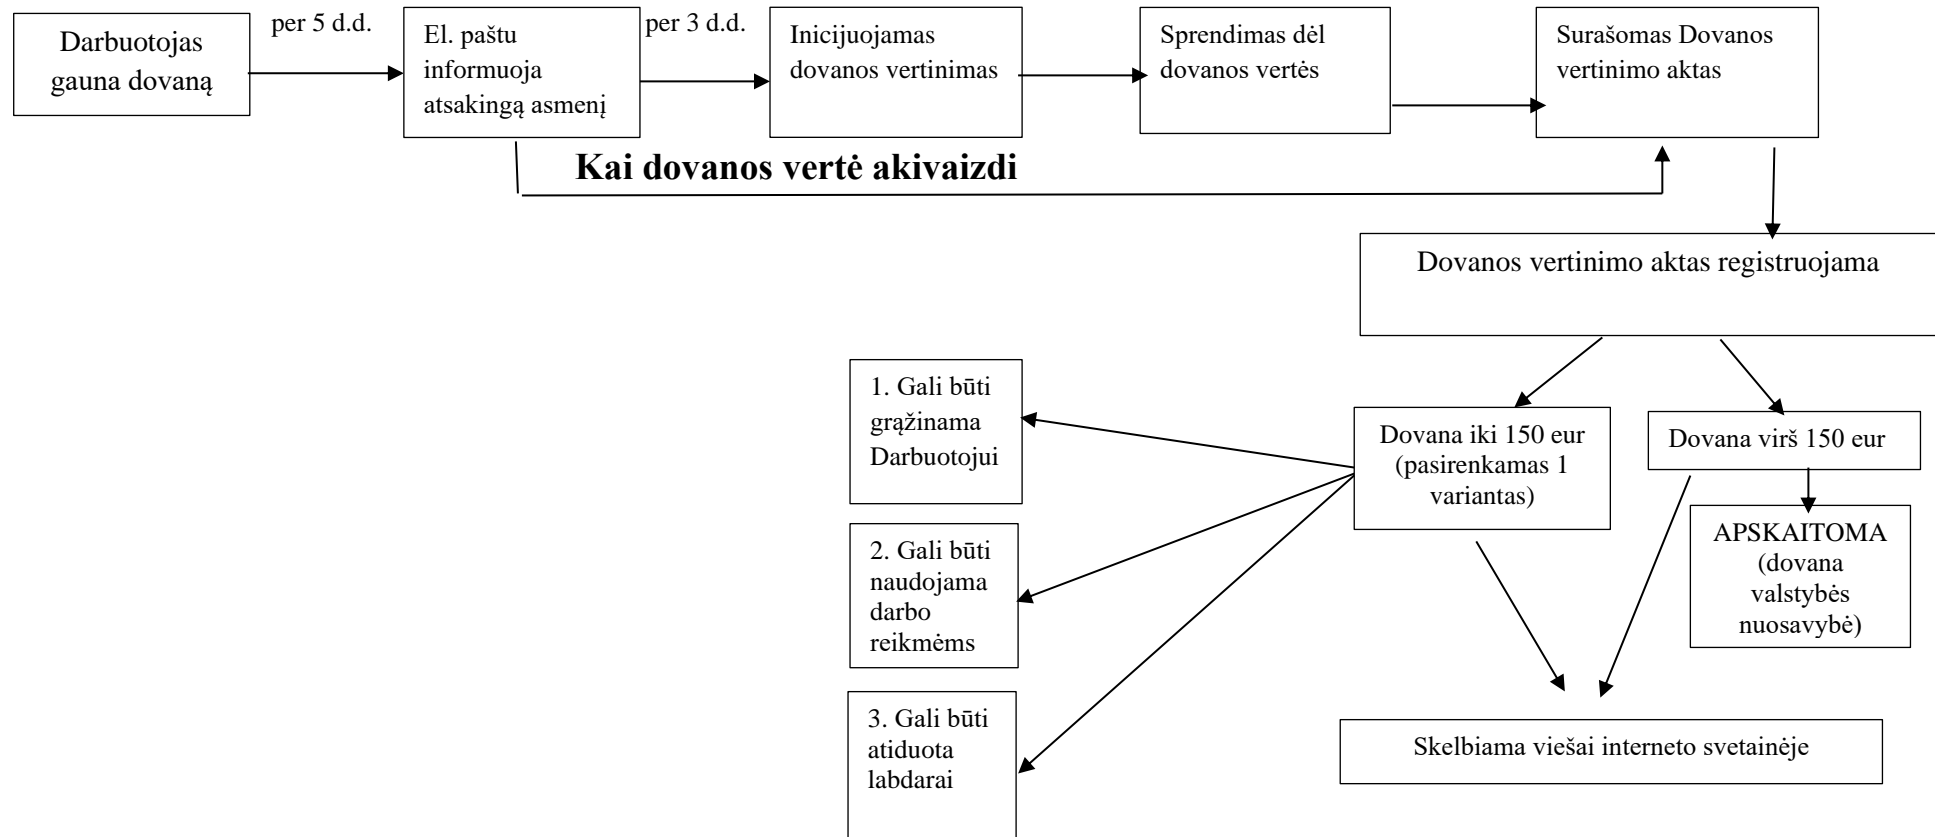 Darbuotojas
gauna dovaną
per 5 d.d.
El. paštu
informuoja
atsakingą asmenį
per 3 d.d.
Inicijuojamas
dovanos vertinimas
Sprendimas dėl
dovanos vertės
Surašomas Dovanos
vertinimo aktas
Kai dovanos vertė akivaizdi
Dovanos vertinimo aktas registruojama
1. Gali būti
grąžinama
Darbuotojui
Dovana iki 150 eur
(pasirenkamas 1
variantas)
Dovana virš 150 eur
APSKAITOMA
(dovana
valstybės
nuosavybė)
2. Gali būti
naudojama
darbo
reikmėms
3. Gali būti
atiduota
labdarai
Skelbiama viešai interneto svetainėje